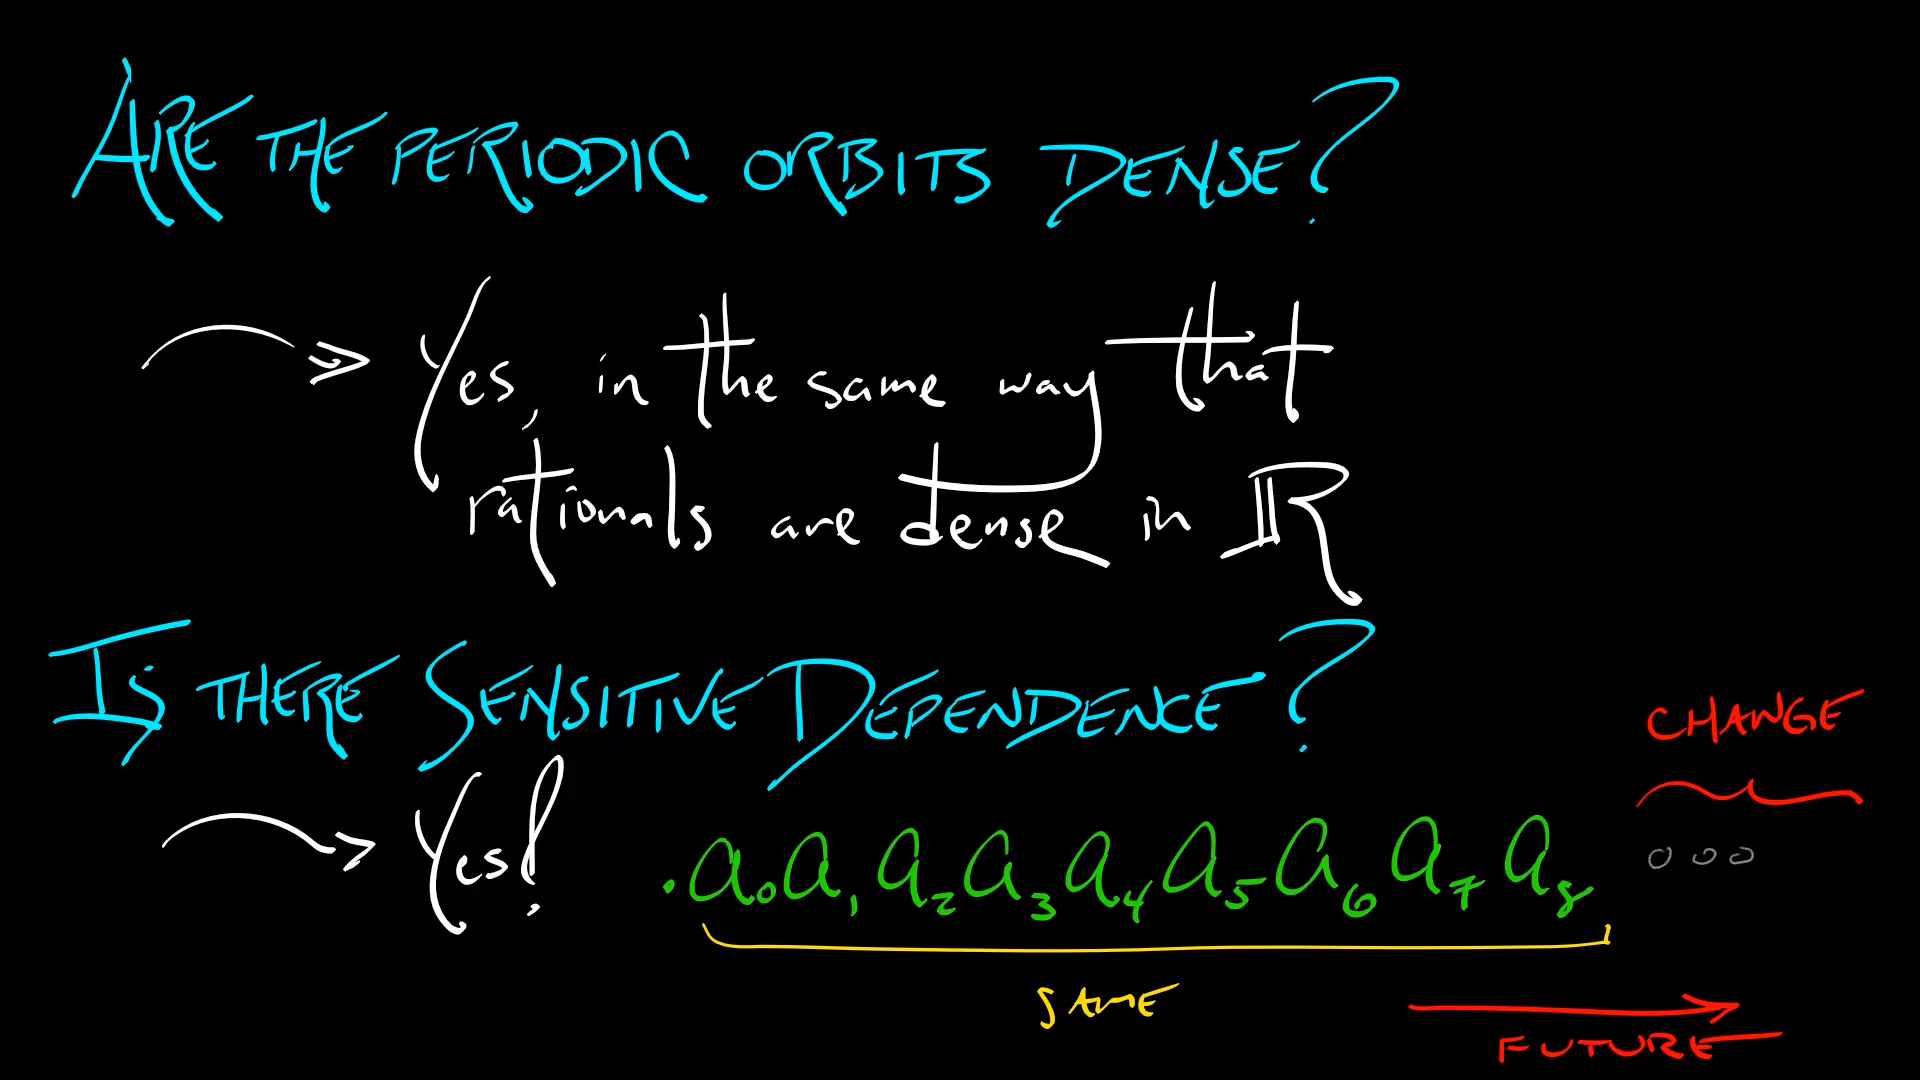 ARE THE PERIODIC ORBITS DENSE?
Yes, in the same way that
rationals are dense in ℝ
IS THERE SENSITIVE DEPENDENCE?
CHANGE
Yes! .a₀a₁a₂a₃a₄a₅a₆a₇a₈ ooo
SAME
FUTURE